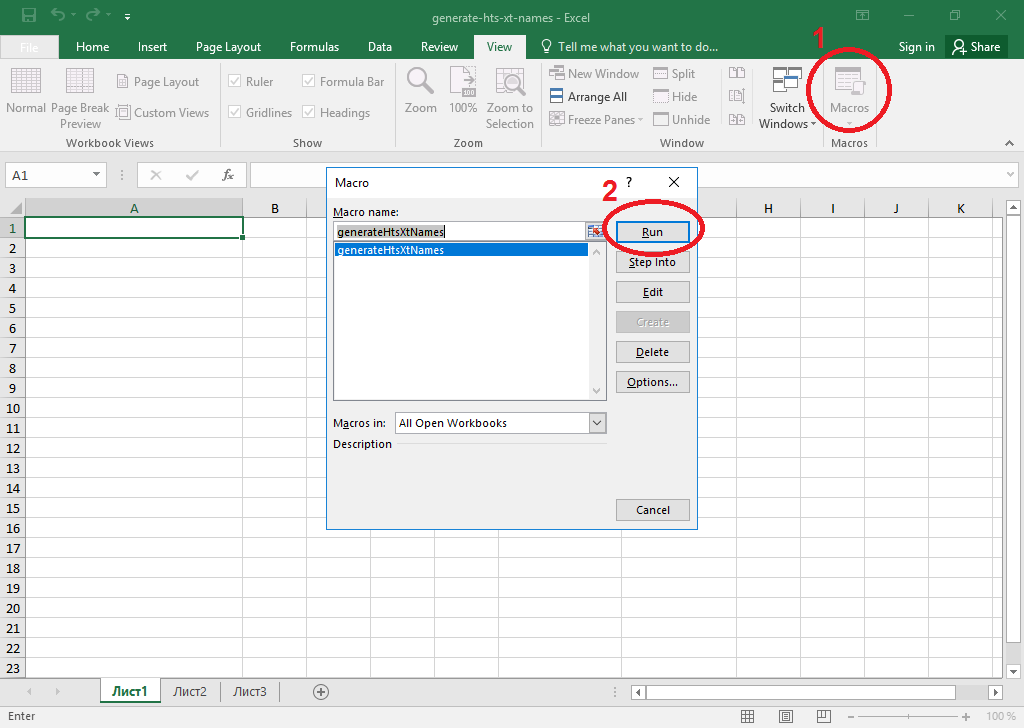 generate-hts-xt-names - Excel
File Home Insert Page Layout Formulas Data Review View Tell me what you want to do... Sign in Share
1
Normal
Page Break Preview
Page Layout
Custom Views
Workbook Views
Ruler
Formula Bar
Gridlines
Headings
Show
Zoom
100%
Zoom to Selection
Zoom
New Window
Arrange All
Freeze Panes
Split
Hide
Unhide
Switch Windows
Window
Macros
Macros
A1
fx
A B H I J K
1
2
3
4
5
6
7
8
9
10
11
12
13
14
15
16
17
18
19
20
21
22
23
Macro
?
2
Macro name:
generateHtsXtNames
generateHtsXtNames
Run
Step Into
Edit
Create
Delete
Options...
Macros in: All Open Workbooks
Description
Cancel
Лист1 Лист2 Лист3
Enter
100 %